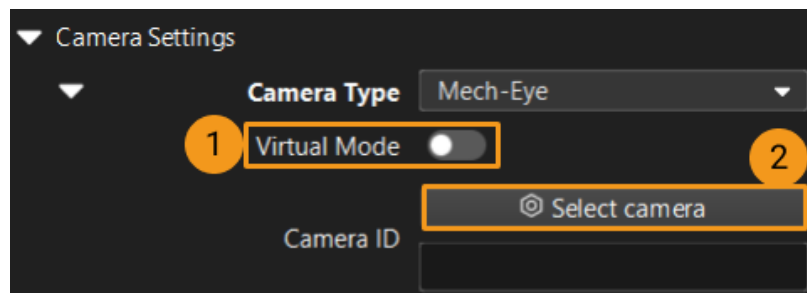 Camera Settings
Camera Type Mech-Eye
1 Virtual Mode
2
Select camera
Camera ID